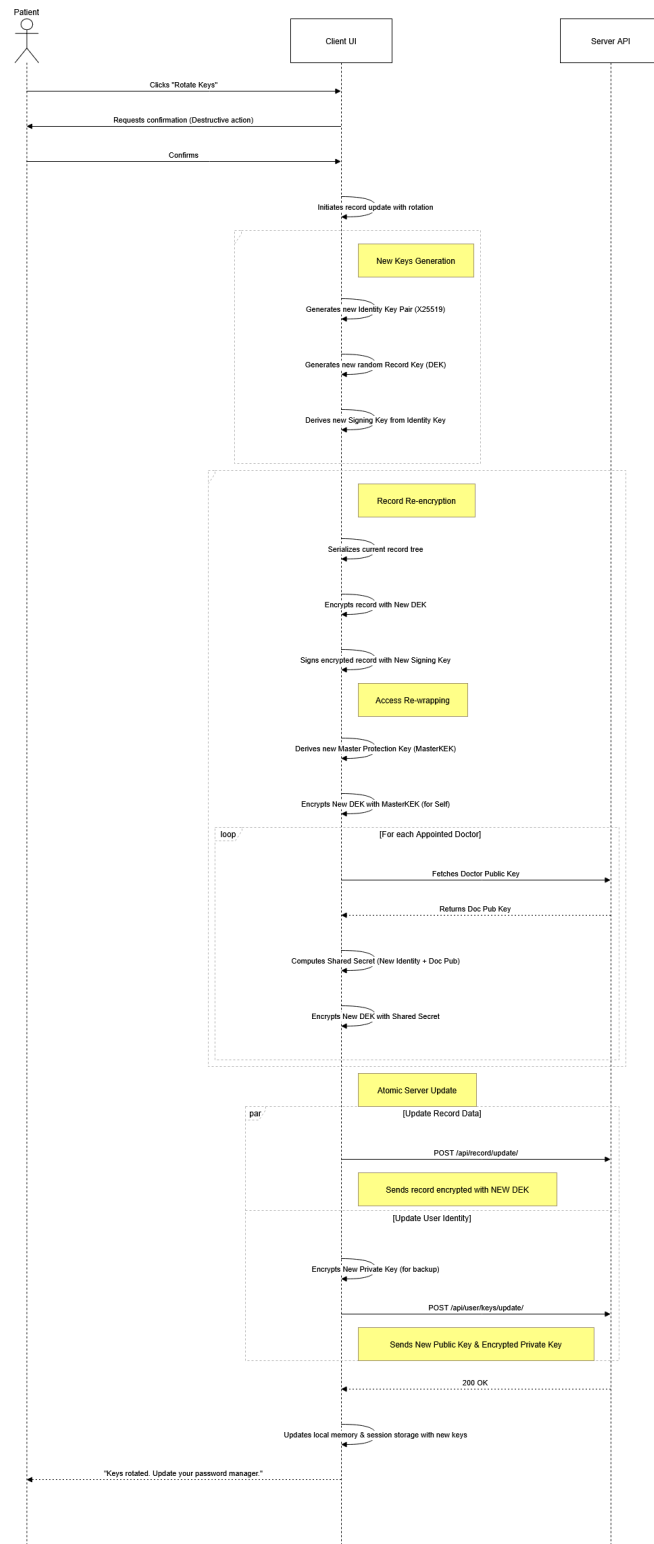 Patient
Client UI
Server API
Clicks "Rotate Keys"
Requests confirmation (Destructive action)
Confirms
Initiates record update with rotation
New Keys Generation
Generates new Identity Key Pair (X25519)
Generates new random Record Key (DEK)
Derives new Signing Key from Identity Key
Record Re-encryption
Serializes current record tree
Encrypts record with New DEK
Signs encrypted record with New Signing Key
Access Re-wrapping
Derives new Master Protection Key (MasterKEK)
Encrypts New DEK with MasterKEK (for Self)
loop
[For each Appointed Doctor]
Fetches Doctor Public Key
Returns Doc Pub Key
Computes Shared Secret (New Identity + Doc Pub)
Encrypts New DEK with Shared Secret
Atomic Server Update
par
[Update Record Data]
POST /api/record/update/
Sends record encrypted with NEW DEK
[Update User Identity]
Encrypts New Private Key (for backup)
POST /api/user/keys/update/
Sends New Public Key & Encrypted Private Key
200 OK
Updates local memory & session storage with new keys
"Keys rotated. Update your password manager."